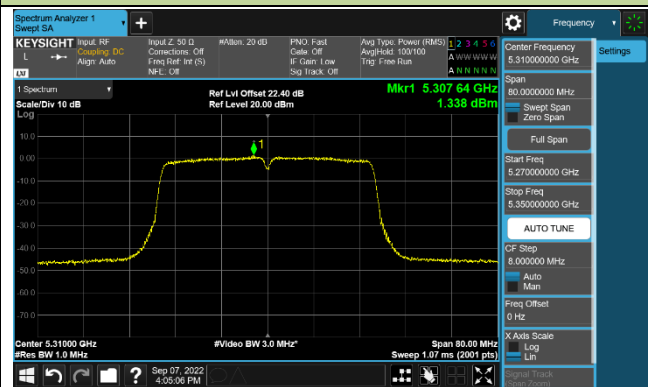 Spectrum Analyzer 1
Swept SA
Frequency
KEYSIGHT
L
LXI
Input: RF
Coupling: DC
Align: Auto
Input Z: 50 Ω
Corrections: Off
Freq Ref: Int (S)
NFE: Off
#Atten: 20 dB
PNO: Fast
Gate: Off
IF Gain: Low
Sig Track: Off
Avg Type: Power (RMS)
Avg|Hold: 100/100
Trig: Free Run
1 2 3 4 5 6
A W W W W W
A N N N N N
1 Spectrum
Scale/Div 10 dB
Log
Ref Lvl Offset 22.40 dB
Ref Level 20.00 dBm
Mkr1 5.307 64 GHz
1.338 dBm
1
10.0
0.00
-10.0
-20.0
-30.0
-40.0
-50.0
-60.0
-70.0
Center 5.31000 GHz
#Res BW 1.0 MHz
#Video BW 3.0 MHz*
Span 80.00 MHz
Sweep 1.07 ms (2001 pts)
Sep 07, 2022
4:05:06 PM
Center Frequency
5.310000000 GHz
Span
80.0000000 MHz
Swept Span
Zero Span
Full Span
Start Freq
5.270000000 GHz
Stop Freq
5.350000000 GHz
AUTO TUNE
CF Step
8.000000 MHz
Auto
Man
Freq Offset
0 Hz
X Axis Scale
Log
Lin
Signal Track
(Span Zoom)
Settings